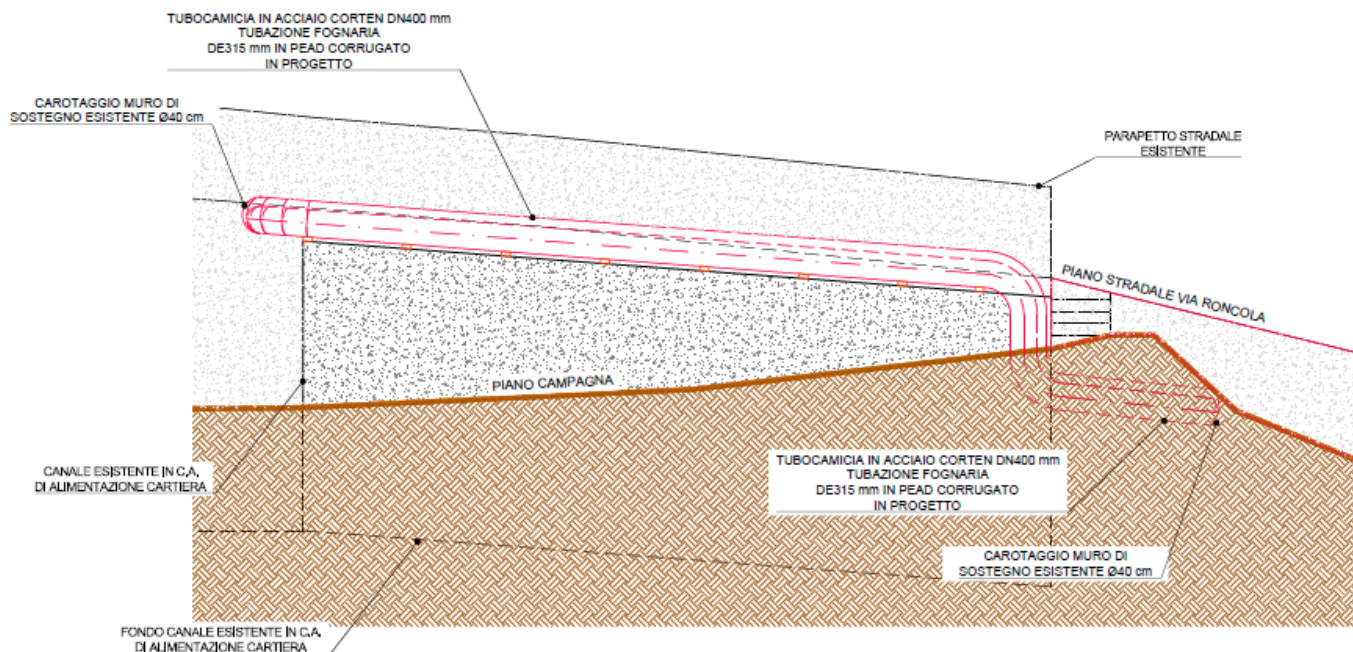 TUBOCAMICIA IN ACCIAIO CORTEN DN400 mm
TUBAZIONE FOGNARIA
DE315 mm IN PEAD CORRUGATO
IN PROGETTO
CAROTAGGIO MURO DI
SOSTEGNO ESISTENTE Ø40 cm
PARAPETTO STRADALE
ESISTENTE
PIANO STRADALE VIA RONCOLA
PIANO CAMPAGNA
CANALE ESISTENTE IN C.A.
DI ALIMENTAZIONE CARTIERA
TUBOCAMICIA IN ACCIAIO CORTEN DN400 mm
TUBAZIONE FOGNARIA
DE315 mm IN PEAD CORRUGATO
IN PROGETTO
CAROTAGGIO MURO DI
SOSTEGNO ESISTENTE Ø40 cm
FONDO CANALE ESISTENTE IN C.A.
DI ALIMENTAZIONE CARTIERA